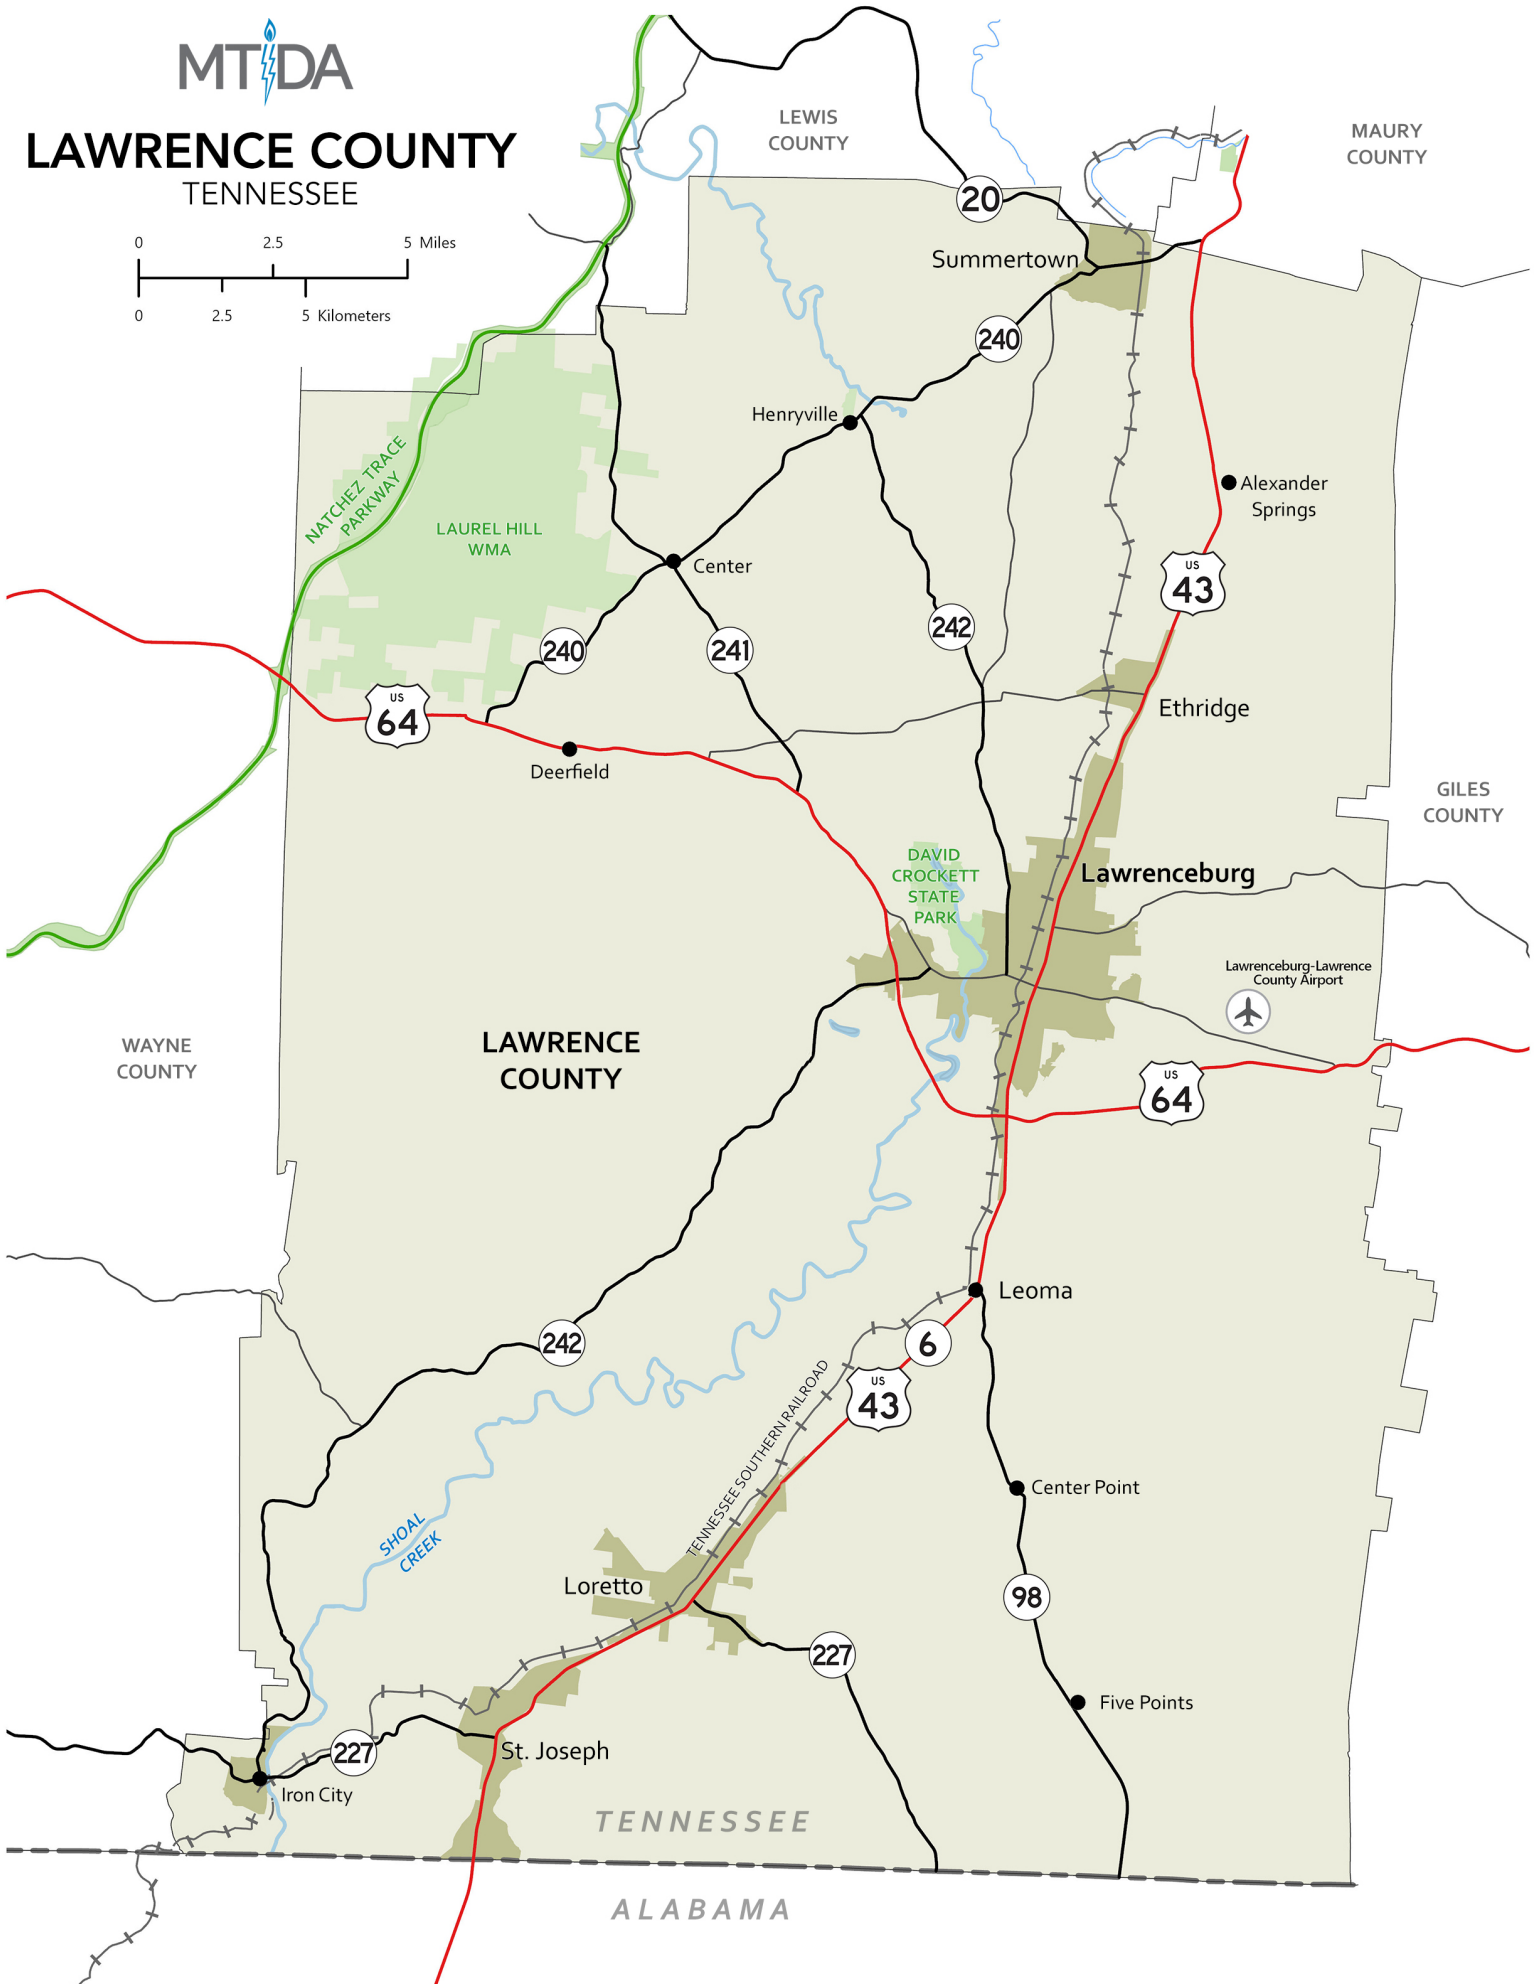 MTIDA
LAWRENCE COUNTY
TENNESSEE
0 2.5 5 Miles
0 2.5 5 Kilometers
LEWIS
COUNTY
MAURY
COUNTY
20
Summertown
240
Henryville
NATCHEZ TRACE
PARKWAY
LAUREL HILL
WMA
Alexander
Springs
Center
US
43
242
240
241
US
64
Ethridge
Deerfield
GILES
COUNTY
DAVID
CROCKETT
STATE
PARK
Lawrenceburg
Lawrenceburg-Lawrence
County Airport
WAYNE
COUNTY
LAWRENCE
COUNTY
US
64
Leoma
242
6
US
43
TENNESSEE SOUTHERN RAILROAD
Center Point
SHOAL
CREEK
Loretto
98
227
Five Points
227
St. Joseph
Iron City
TENNESSEE
ALABAMA